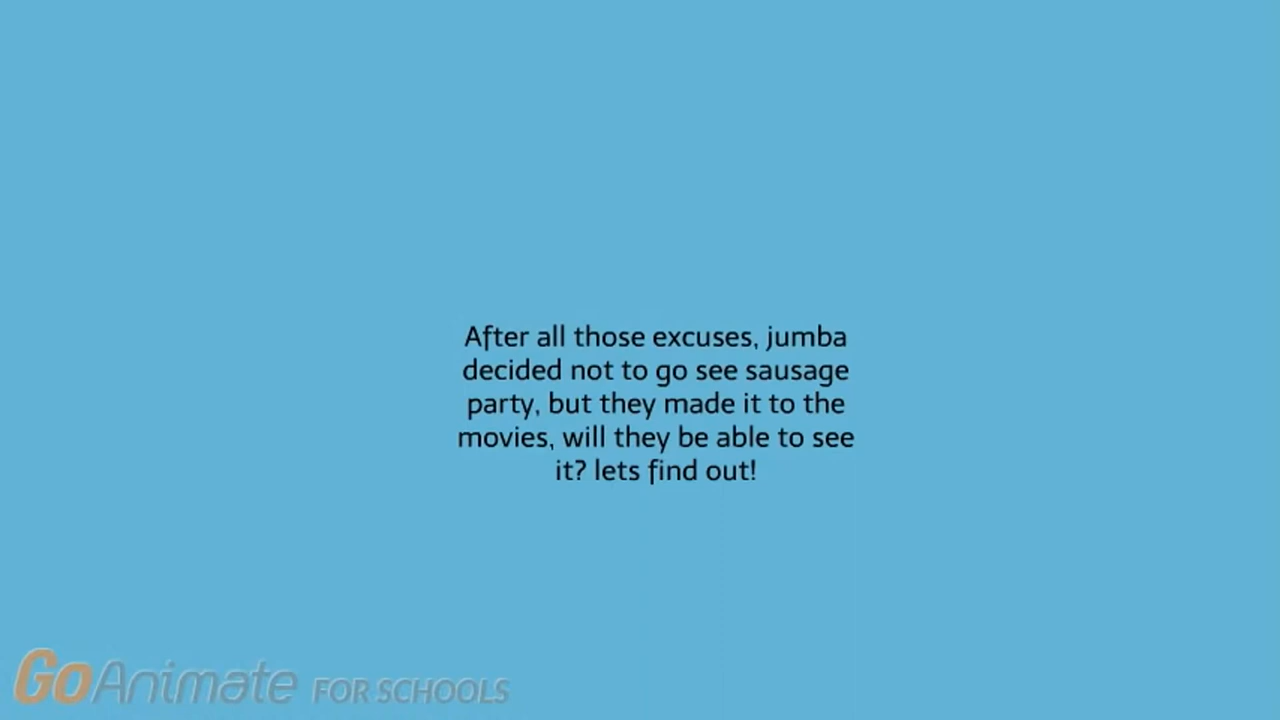 After all those excuses, jumba
decided not to go see sausage
party, but they made it to the
movies, will they be able to see
it? lets find out!
GoAnimate FOR SCHOOLS